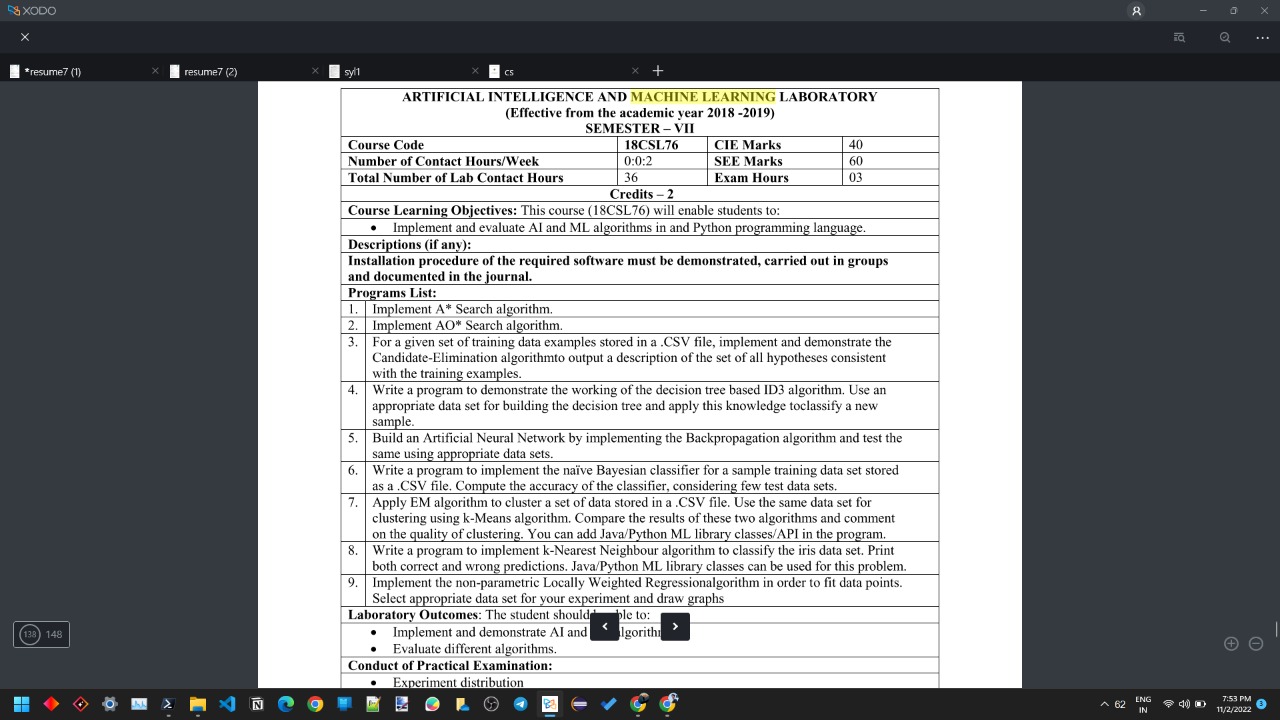 XODO
*resume7 (1)
resume7 (2)
syl1
cs
ARTIFICIAL INTELLIGENCE AND MACHINE LEARNING LABORATORY
(Effective from the academic year 2018 -2019)
SEMESTER – VII
Course Code 18CSL76 CIE Marks 40
Number of Contact Hours/Week 0:0:2 SEE Marks 60
Total Number of Lab Contact Hours 36 Exam Hours 03
Credits – 2
Course Learning Objectives: This course (18CSL76) will enable students to:
• Implement and evaluate AI and ML algorithms in and Python programming language.
Descriptions (if any):
Installation procedure of the required software must be demonstrated, carried out in groups
and documented in the journal.
Programs List:
1. Implement A* Search algorithm.
2. Implement AO* Search algorithm.
3. For a given set of training data examples stored in a .CSV file, implement and demonstrate the
Candidate-Elimination algorithmto output a description of the set of all hypotheses consistent
with the training examples.
4. Write a program to demonstrate the working of the decision tree based ID3 algorithm. Use an
appropriate data set for building the decision tree and apply this knowledge toclassify a new
sample.
5. Build an Artificial Neural Network by implementing the Backpropagation algorithm and test the
same using appropriate data sets.
6. Write a program to implement the naïve Bayesian classifier for a sample training data set stored
as a .CSV file. Compute the accuracy of the classifier, considering few test data sets.
7. Apply EM algorithm to cluster a set of data stored in a .CSV file. Use the same data set for
clustering using k-Means algorithm. Compare the results of these two algorithms and comment
on the quality of clustering. You can add Java/Python ML library classes/API in the program.
8. Write a program to implement k-Nearest Neighbour algorithm to classify the iris data set. Print
both correct and wrong predictions. Java/Python ML library classes can be used for this problem.
9. Implement the non-parametric Locally Weighted Regressionalgorithm in order to fit data points.
Select appropriate data set for your experiment and draw graphs
Laboratory Outcomes: The student should to:
• Implement and demonstrate AI and
• Evaluate different algorithms.
Conduct of Practical Examination:
• Experiment distribution
138 148
62
ENG
IN
7:53 PM
11/2/2022
3